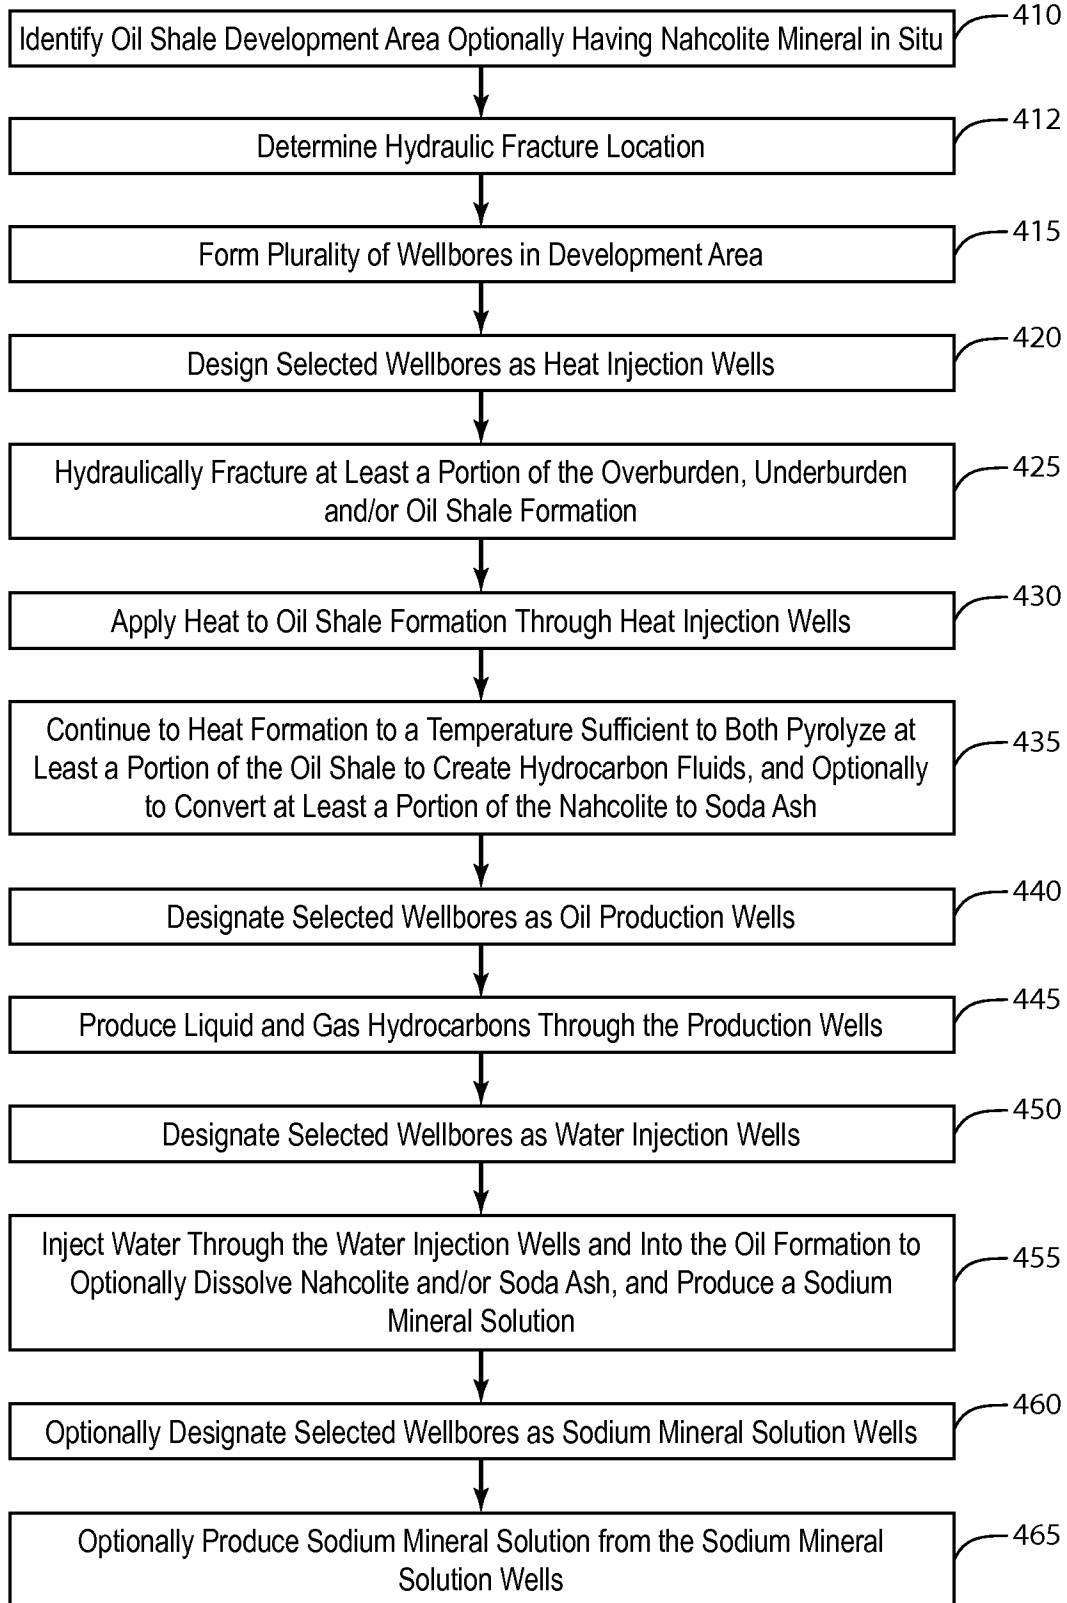 410
Identify Oil Shale Development Area Optionally Having Nahcolite Mineral in Situ
412
Determine Hydraulic Fracture Location
415
Form Plurality of Wellbores in Development Area
420
Design Selected Wellbores as Heat Injection Wells
425
Hydraulically Fracture at Least a Portion of the Overburden, Underburden
and/or Oil Shale Formation
430
Apply Heat to Oil Shale Formation Through Heat Injection Wells
435
Continue to Heat Formation to a Temperature Sufficient to Both Pyrolyze at
Least a Portion of the Oil Shale to Create Hydrocarbon Fluids, and Optionally
to Convert at Least a Portion of the Nahcolite to Soda Ash
440
Designate Selected Wellbores as Oil Production Wells
445
Produce Liquid and Gas Hydrocarbons Through the Production Wells
450
Designate Selected Wellbores as Water Injection Wells
455
Inject Water Through the Water Injection Wells and Into the Oil Formation to
Optionally Dissolve Nahcolite and/or Soda Ash, and Produce a Sodium
Mineral Solution
460
Optionally Designate Selected Wellbores as Sodium Mineral Solution Wells
465
Optionally Produce Sodium Mineral Solution from the Sodium Mineral
Solution Wells